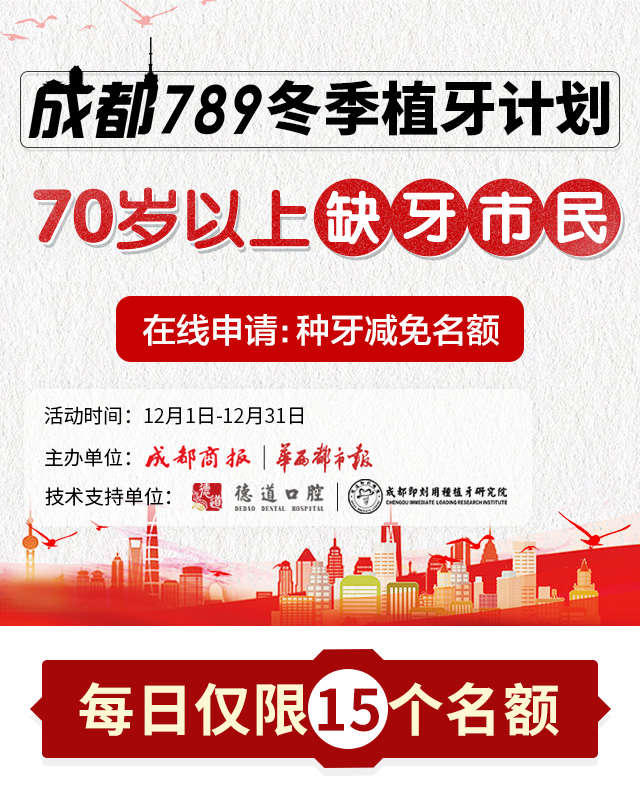 成都789冬季植牙计划
70岁以上缺牙市民
在线申请:种牙减免名额
活动时间：12月1日-12月31日
主办单位：成都商报|華西都市报
技术支持单位：德道 德道口腔 DEDAO DENTAL HOSPITAL|成都即刻用種植牙研究院 CHENGDU IMMEDIATE LOADING RESEARCH INSTITUTE
每日仅限15个名额